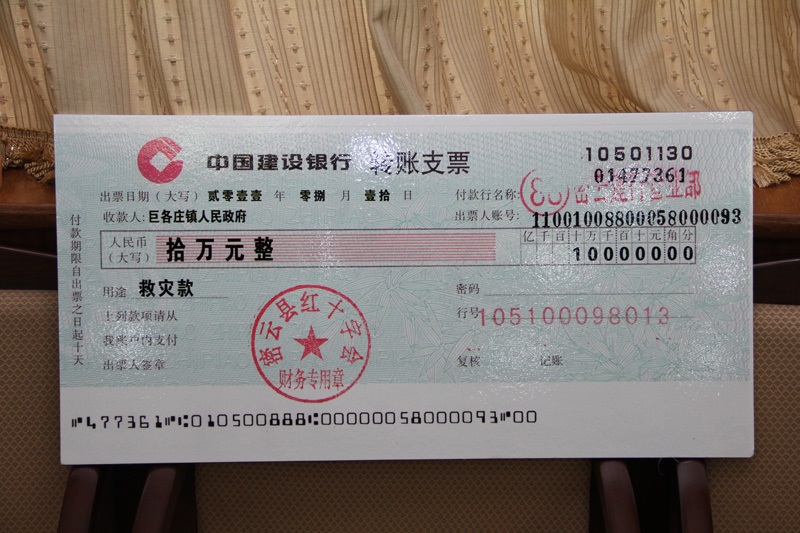 中国建设银行 转账支票
10501130
01477361
出票日期（大写） 贰零壹壹 年 零捌 月 壹拾 日
付款行名称:
收款人: 巨各庄镇人民政府
出票人账号: 11001008800058000093
人民币（大写） 拾万元整
亿千百十万千百十元角分
10000000
用途 救灾款
密码
上列款项请从
行号 105100098013
我账户内支付
出票人签章
复核 记账
付款期限自出票之日起十天
密云县红十字会
财务专用章
⑈477361⑈⑆010500888⑆0000058000093⑈00